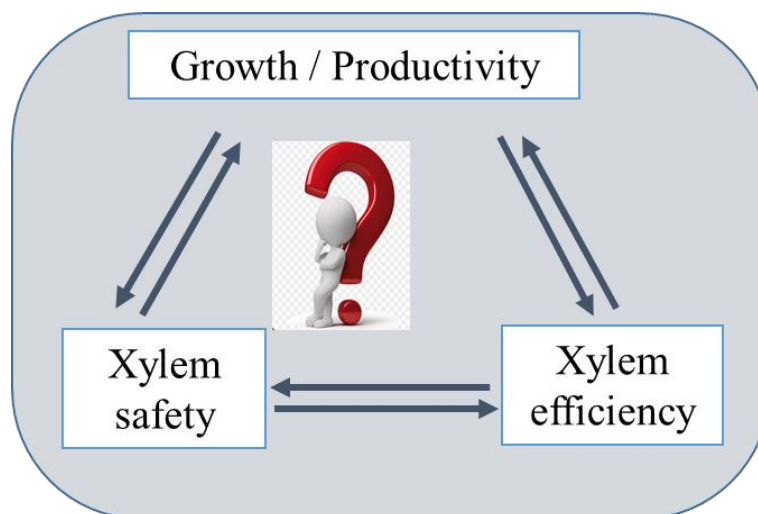 Growth / Productivity
Xylem
safety
Xylem
efficiency